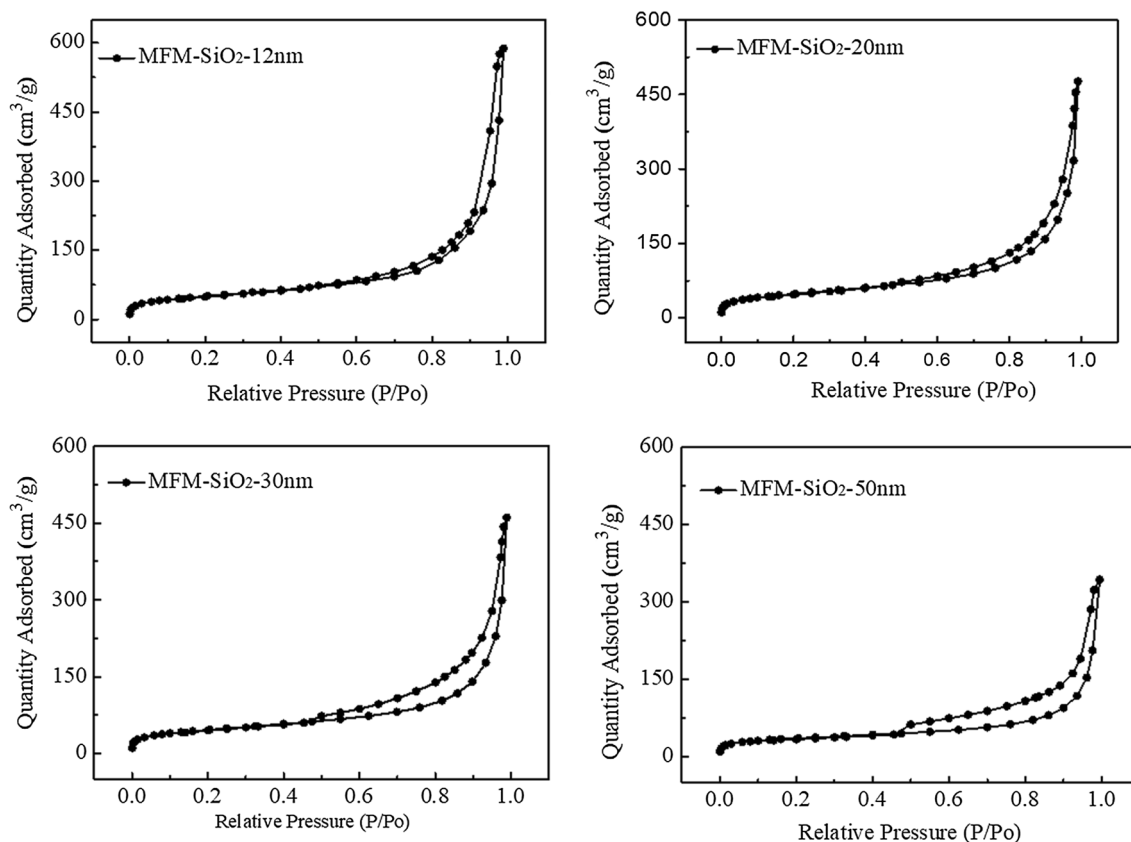 600
450
300
150
0
Quantity Adsorbed (cm³/g)
MFM-SiO₂-12nm
0.0 0.2 0.4 0.6 0.8 1.0
Relative Pressure (P/Po)
600
450
300
150
0
Quantity Adsorbed (cm³/g)
MFM-SiO₂-20nm
0.0 0.2 0.4 0.6 0.8 1.0
Relative Pressure (P/Po)
600
450
300
150
0
Quantity Adsorbed (cm³/g)
MFM-SiO₂-30nm
0.0 0.2 0.4 0.6 0.8 1.0
Relative Pressure (P/Po)
600
450
300
150
0
Quantity Adsorbed (cm³/g)
MFM-SiO₂-50nm
0.0 0.2 0.4 0.6 0.8 1.0
Relative Pressure (P/Po)